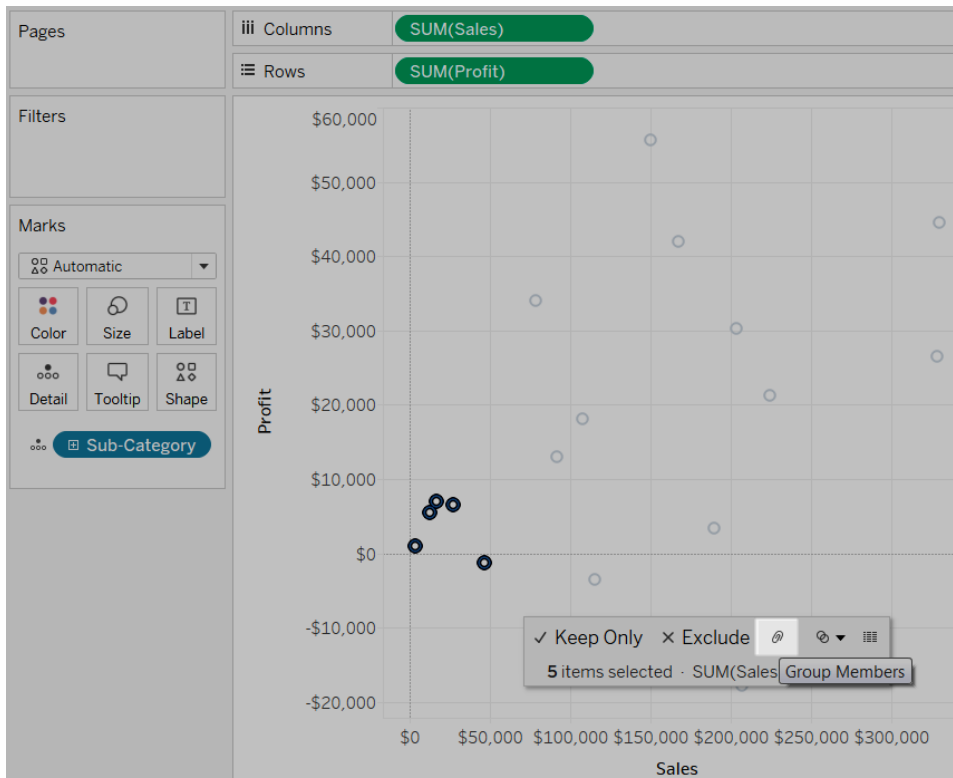 Pages
Columns
SUM(Sales)
Rows
SUM(Profit)
Filters
Marks
Automatic
Color
Size
T
Label
Detail
Tooltip
Shape
Sub-Category
$60,000
$50,000
$40,000
$30,000
$20,000
$10,000
$0
-$10,000
-$20,000
Profit
Keep Only
Exclude
5 items selected · SUM(Sales
Group Members
$0 $50,000 $100,000 $150,000 $200,000 $250,000 $300,000
Sales